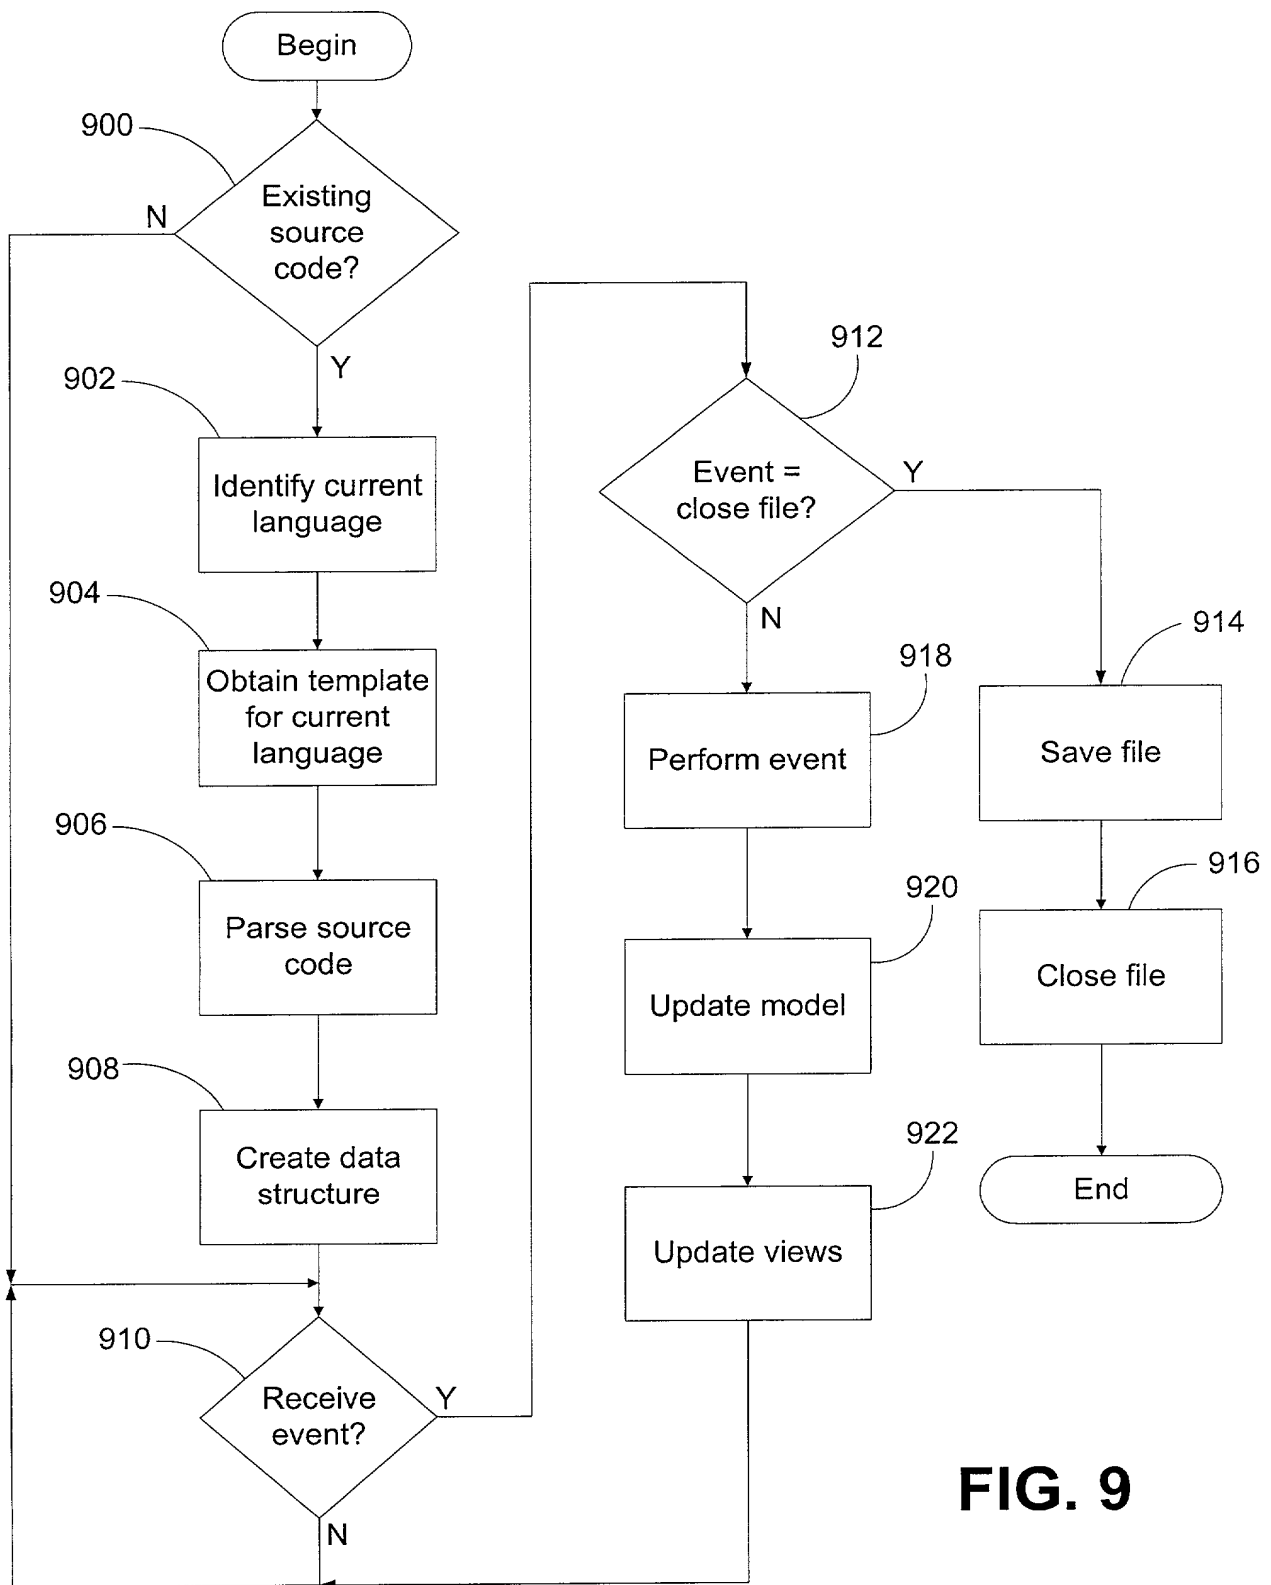 Begin
900
Existing
source
code?
N
Y
902
Identify current
language
904
Obtain template
for current
language
906
Parse source
code
908
Create data
structure
910
Receive
event?
Y
N
912
Event =
close file?
Y
N
914
Save file
916
Close file
End
918
Perform event
920
Update model
922
Update views
FIG. 9